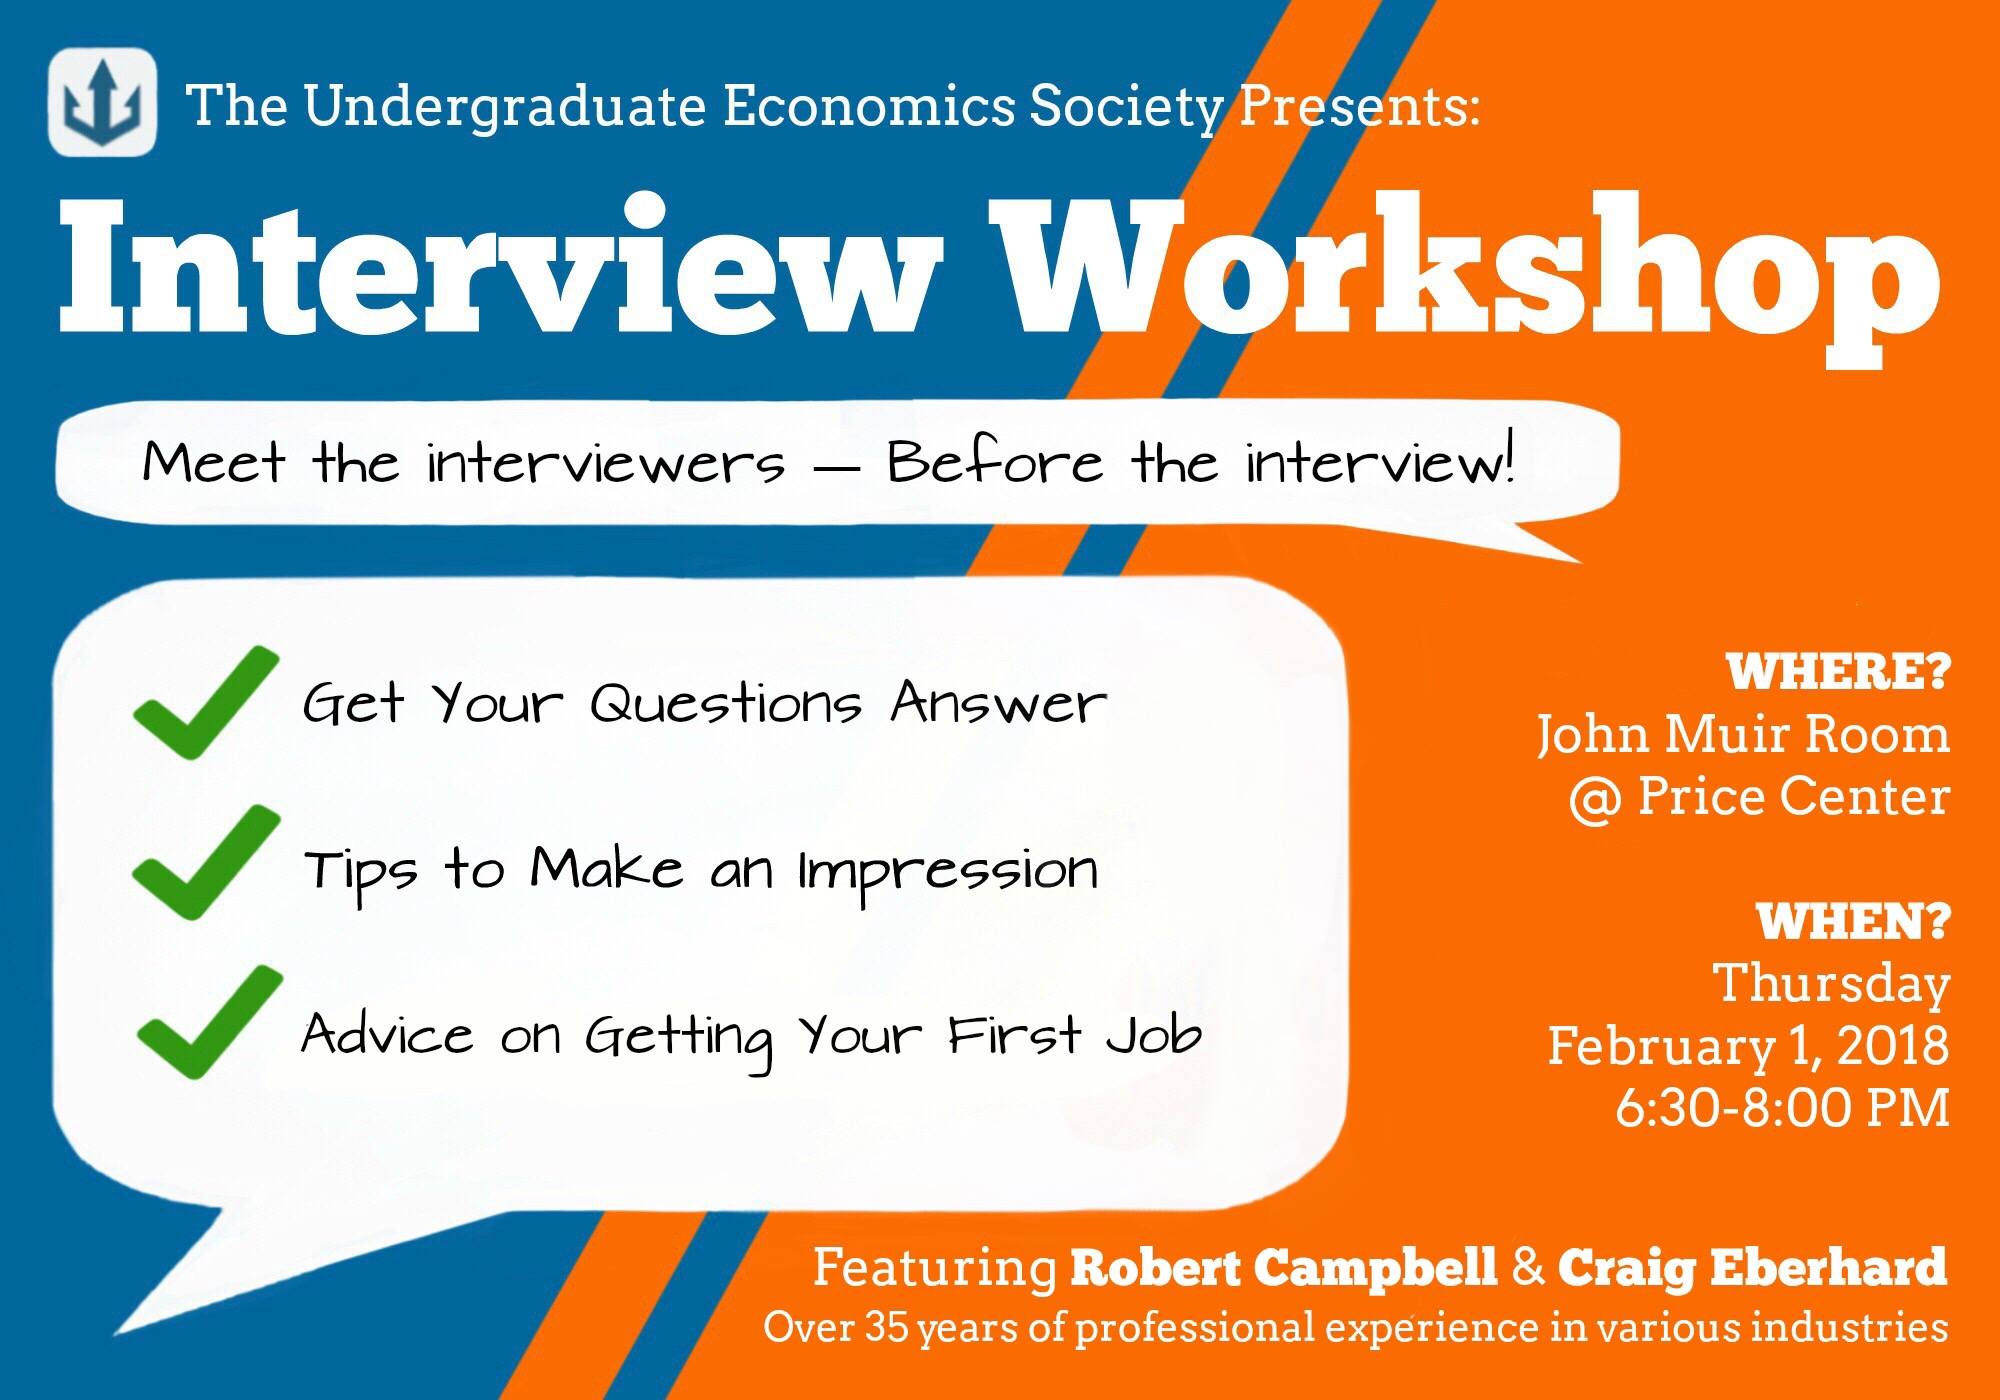 The Undergraduate Economics Society Presents:
Interview Workshop
Meet the interviewers — Before the interview!
Get Your Questions Answer
Tips to Make an Impression
Advice on Getting Your First Job
WHERE?
John Muir Room
@ Price Center
WHEN?
Thursday
February 1, 2018
6:30-8:00 PM
Featuring Robert Campbell & Craig Eberhard
Over 35 years of professional experience in various industries